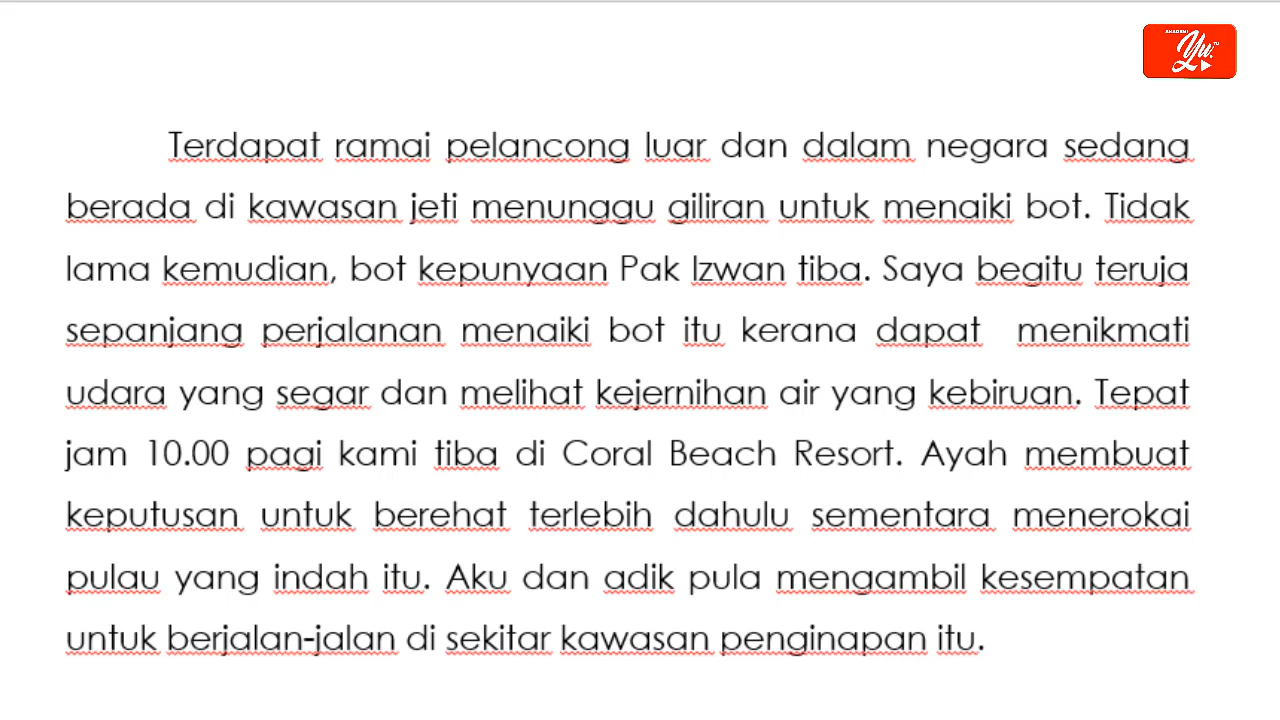 AKADEMI
Yu.
TV
Terdapat ramai pelancong luar dan dalam negara sedang
berada di kawasan jeti menunggu giliran untuk menaiki bot. Tidak
lama kemudian, bot kepunyaan Pak Izwan tiba. Saya begitu teruja
sepanjang perjalanan menaiki bot itu kerana dapat menikmati
udara yang segar dan melihat kejernihan air yang kebiruan. Tepat
jam 10.00 pagi kami tiba di Coral Beach Resort. Ayah membuat
keputusan untuk berehat terlebih dahulu sementara menerokai
pulau yang indah itu. Aku dan adik pula mengambil kesempatan
untuk berjalan-jalan di sekitar kawasan penginapan itu.